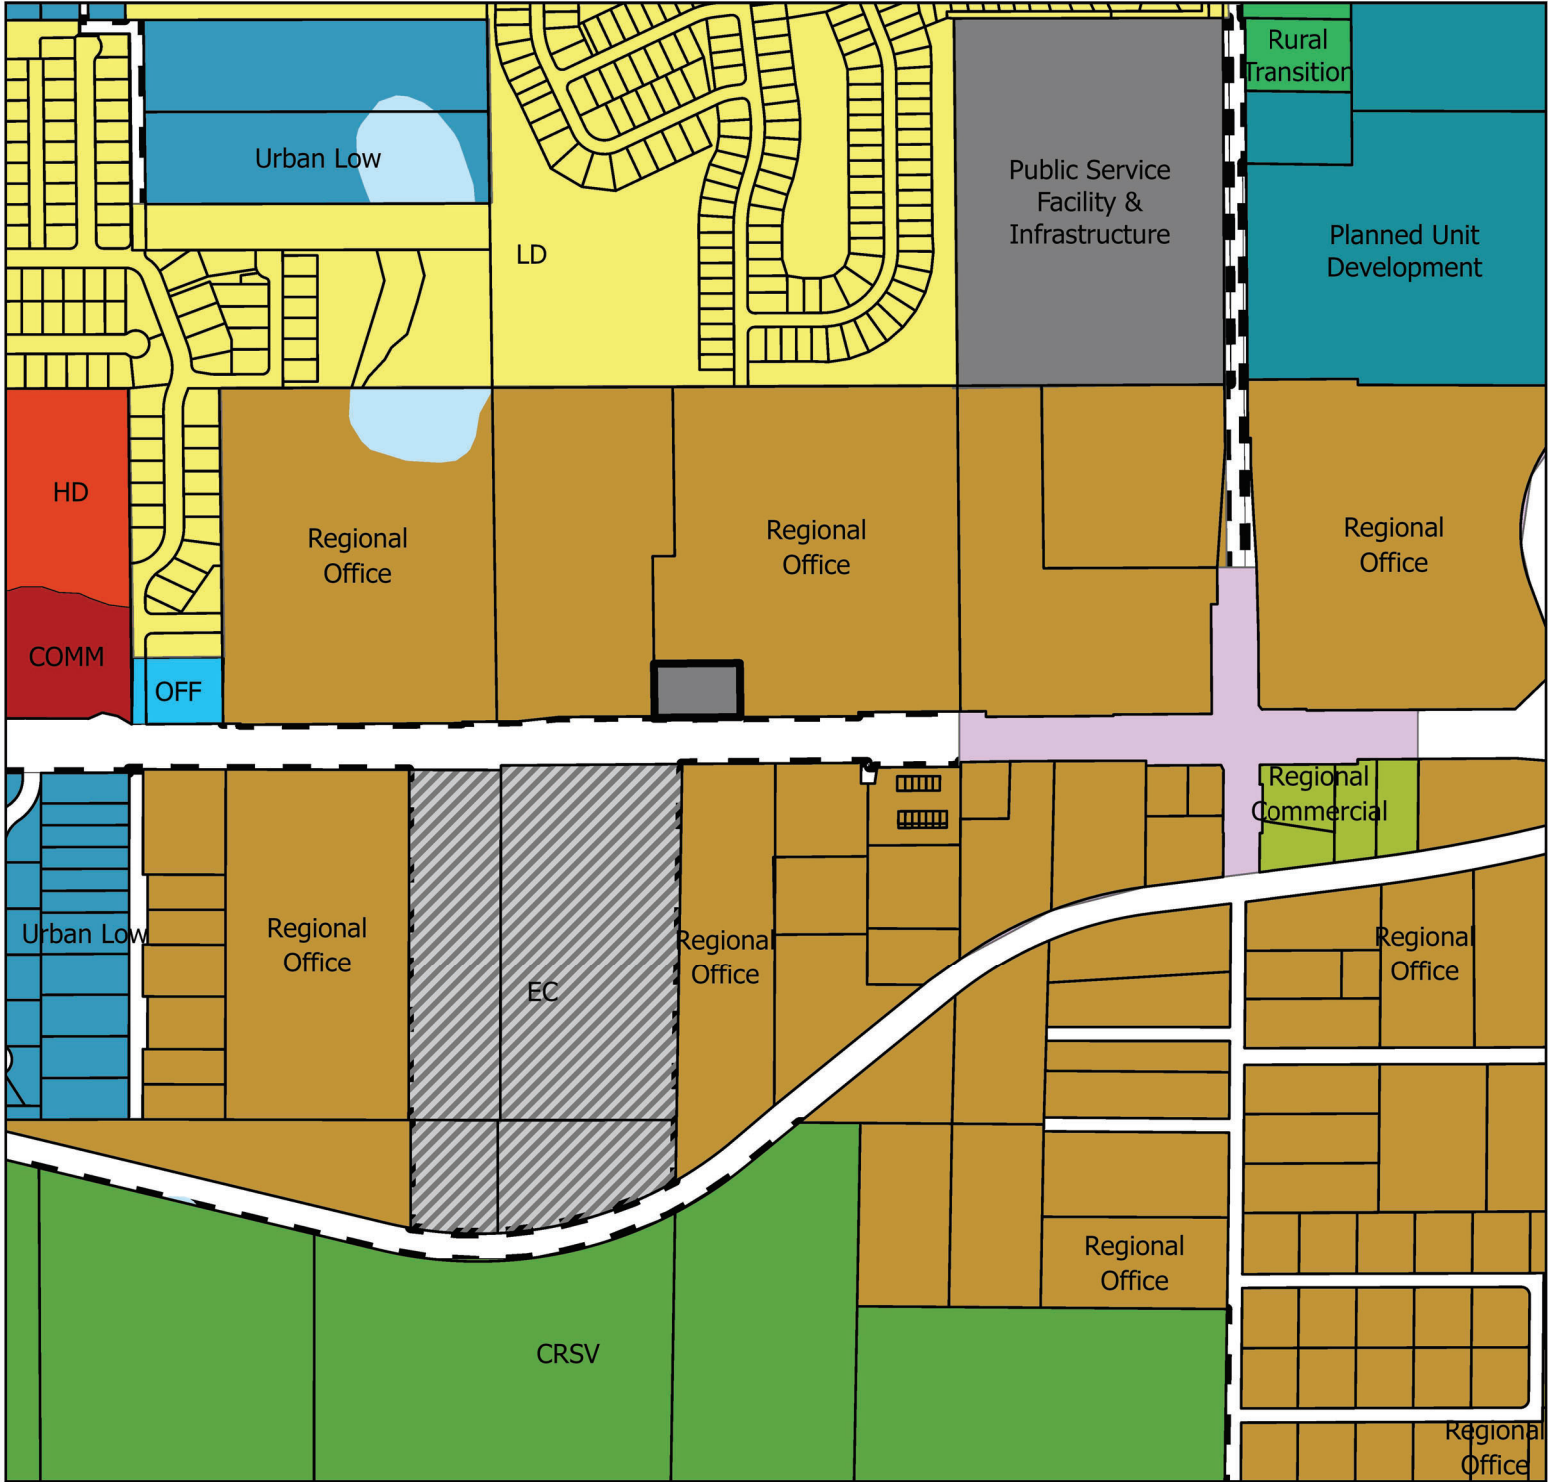 Rural
Transition
Urban Low
Public Service
Facility &
Infrastructure
LD
Planned Unit
Development
HD
Regional
Office
Regional
Office
Regional
Office
COMM
OFF
Regional
Commercial
Urban Low
Regional
Office
EC
Regional
Office
Regional
Office
Regional
Office
CRSV
Regional
Office